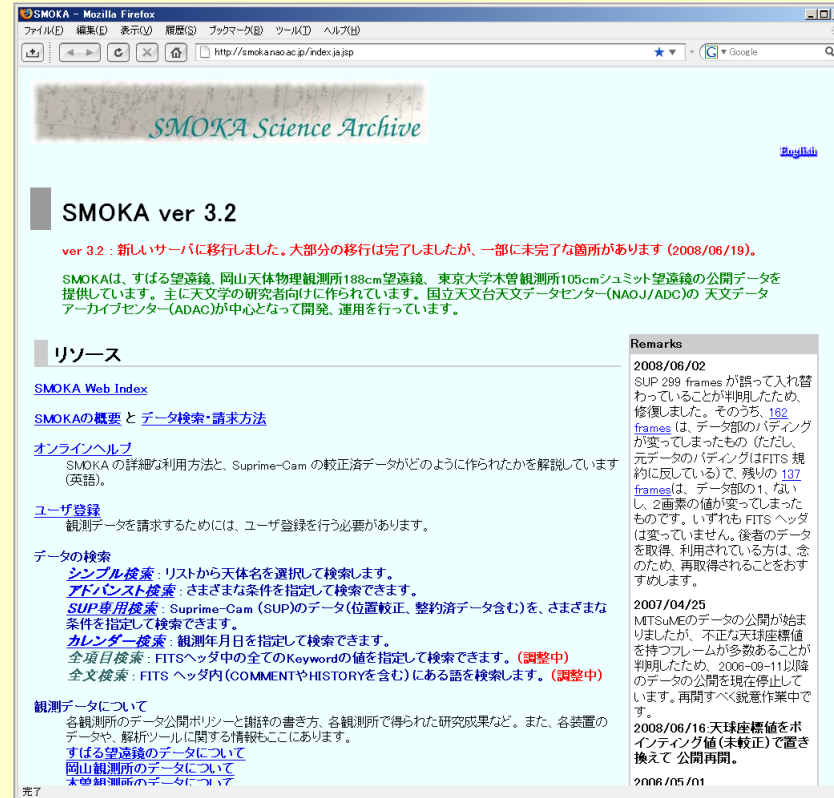 SMOKA - Mozilla Firefox
ファイル(F) 編集(E) 表示(V) 履歴(S) ブックマーク(B) ツール(T) ヘルプ(H)
http://smoka.nao.ac.jp/index.ja.jsp
Google
SMOKA Science Archive
English
SMOKA ver 3.2
ver 3.2 : 新しいサーバに移行しました。大部分の移行は完了しましたが、一部に未完了な箇所があります (2008/06/19)。
SMOKAは、すばる望遠鏡、岡山天体物理観測所188cm望遠鏡、 東京大学木曽観測所105cmシュミット望遠鏡の公開データを
提供しています。 主に天文学の研究者向けに作られています。 国立天文台天文データセンター(NAOJ/ADC)の 天文データ
アーカイブセンター(ADAC)が中心となって開発、運用を行っています。
リソース
SMOKA Web Index
SMOKAの概要 と データ検索・請求方法
オンラインヘルプ
SMOKA の詳細な利用方法と、Suprime-Cam の較正済データがどのように作られたかを解説しています
(英語)。
ユーザ登録
観測データを請求するためには、ユーザ登録を行う必要があります。
データの検索
シンプル検索 : リストから天体名を選択して検索します。
アドバンスト検索 : さまざまな条件を指定して検索できます。
SUP専用検索 : Suprime-Cam (SUP)のデータ(位置較正、整約済データ含む)を、さまざまな
条件を指定して検索できます。
カレンダー検索 : 観測年月日を指定して検索できます。
全項目検索 : FITSヘッダ中の全てのKeywordの値を指定して検索できます。(調整中)
全文検索 : FITS ヘッダ内(COMMENTやHISTORYを含む)にある語を検索します。(調整中)
観測データについて
各観測所のデータ公開ポリシーと謝辞の書き方、各観測所で得られた研究成果など。また、各装置の
データや、解析ツールに関する情報もここにあります。
すばる望遠鏡のデータについて
岡山観測所のデータについて
木曽観測所のデータについて
Remarks
2008/06/02
SUP 299 frames が誤って入れ替
わっていることが判明したため、
修復しました。そのうち、162
frames は、データ部のパディング
が変ってしまったもの (ただし、
元データのパディングはFITS 規
約に反している)で、残りの 137
framesは、データ部の1、ない
し、2画素の値が変ってしまった
ものです。いずれも FITS ヘッダ
は変っていません。後者のデータ
を取得、利用されている方は、念
のため、再取得されることをおす
すめします。
2007/04/25
MITSuMEのデータの公開が始ま
りましたが、不正な天球座標値
を持つフレームが多数あることが
判明したため、2006-09-11以降
のデータの公開を現在停止して
います。再開すべく鋭意作業中で
す。
2008/06/16:天球座標値をポ
インティング値(未較正)で置き
換えて 公開再開。
2006/05/01
完了